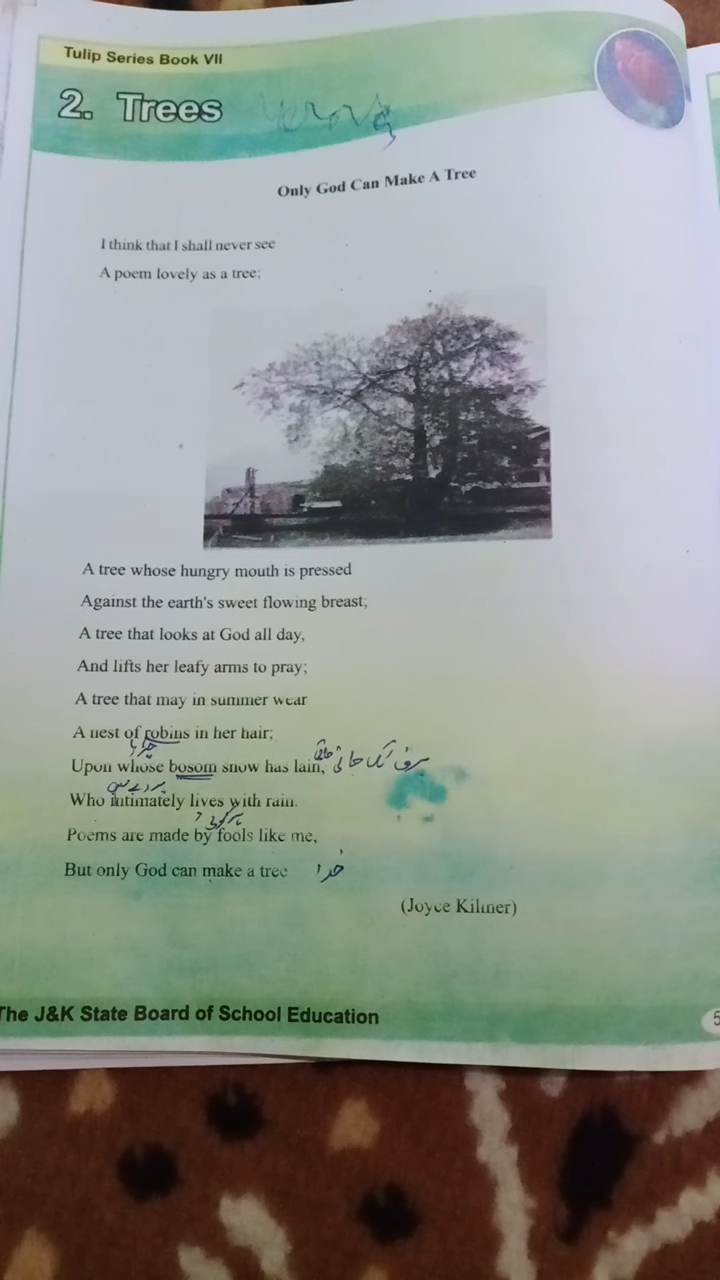 Tulip Series Book VII
2. Trees
Only God Can Make A Tree
I think that I shall never see
A poem lovely as a tree;
A tree whose hungry mouth is pressed
Against the earth's sweet flowing breast;
A tree that looks at God all day,
And lifts her leafy arms to pray;
A tree that may in summer wear
A nest of robins in her hair;
Upon whose bosom snow has lain;
Who intimately lives with rain.
Poems are made by fools like me,
But only God can make a tree خدا
(Joyce Kilmer)
The J&K State Board of School Education
5